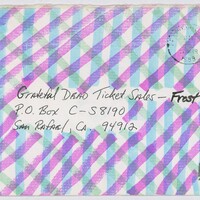 Grateful Dead Ticket Sales — Frost
P.O. Box C-S8190
San Rafael, Ca. 94912